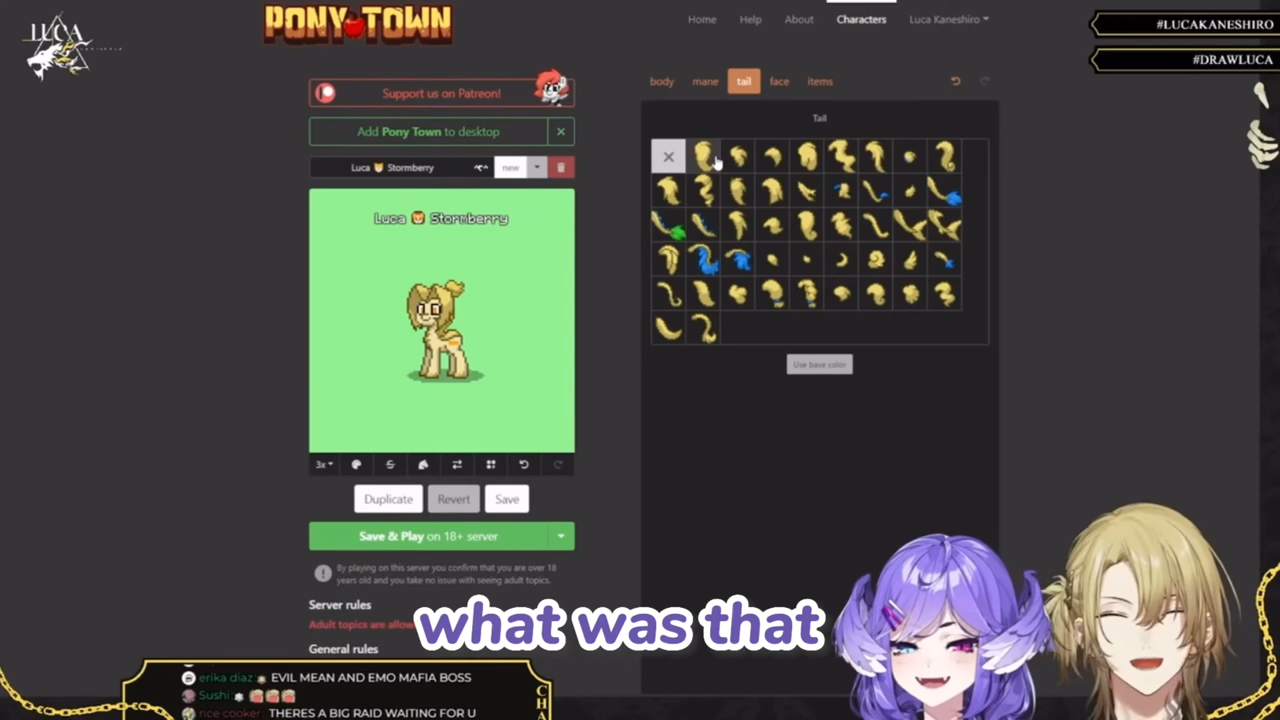 LUCA
PONY TOWN
Home
Help
About
Characters
Luca Kaneshiro
#LUCAKANESHIRO
#DRAWLUCA
Support us on Patreon!
Add Pony Town to desktop
Luca 🦁 Stormberry
new
Luca 🦁 Stormberry
3x
Duplicate
Revert
Save
Save & Play on 18+ server
By playing on this server you confirm that you are over 18
years old and you take no issue with seeing adult topics.
Server rules
Adult topics are allow
General rules
body
mane
tail
face
items
Tail
Use base color
what was that
erika diaz: EVIL MEAN AND EMO MAFIA BOSS
Sushi:
rice cooker: THERES A BIG RAID WAITING FOR U
CHA